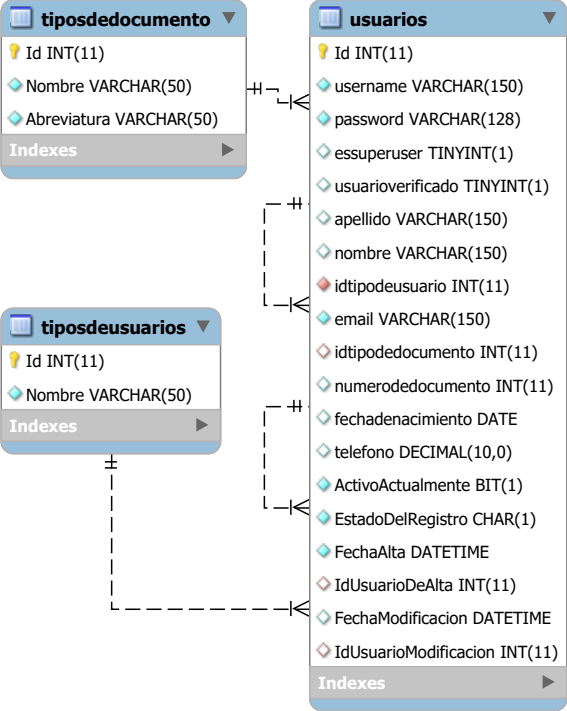 tiposdedocumento
Id INT(11)
Nombre VARCHAR(50)
Abreviatura VARCHAR(50)
Indexes
tiposdeusuarios
Id INT(11)
Nombre VARCHAR(50)
Indexes
usuarios
Id INT(11)
username VARCHAR(150)
password VARCHAR(128)
essuperuser TINYINT(1)
usuarioverificado TINYINT(1)
apellido VARCHAR(150)
nombre VARCHAR(150)
idtipodeusuario INT(11)
email VARCHAR(150)
idtipodedocumento INT(11)
numerodedocumento INT(11)
fechadenacimiento DATE
telefono DECIMAL(10,0)
ActivoActualmente BIT(1)
EstadoDelRegistro CHAR(1)
FechaAlta DATETIME
IdUsuarioDeAlta INT(11)
FechaModificacion DATETIME
IdUsuarioModificacion INT(11)
Indexes